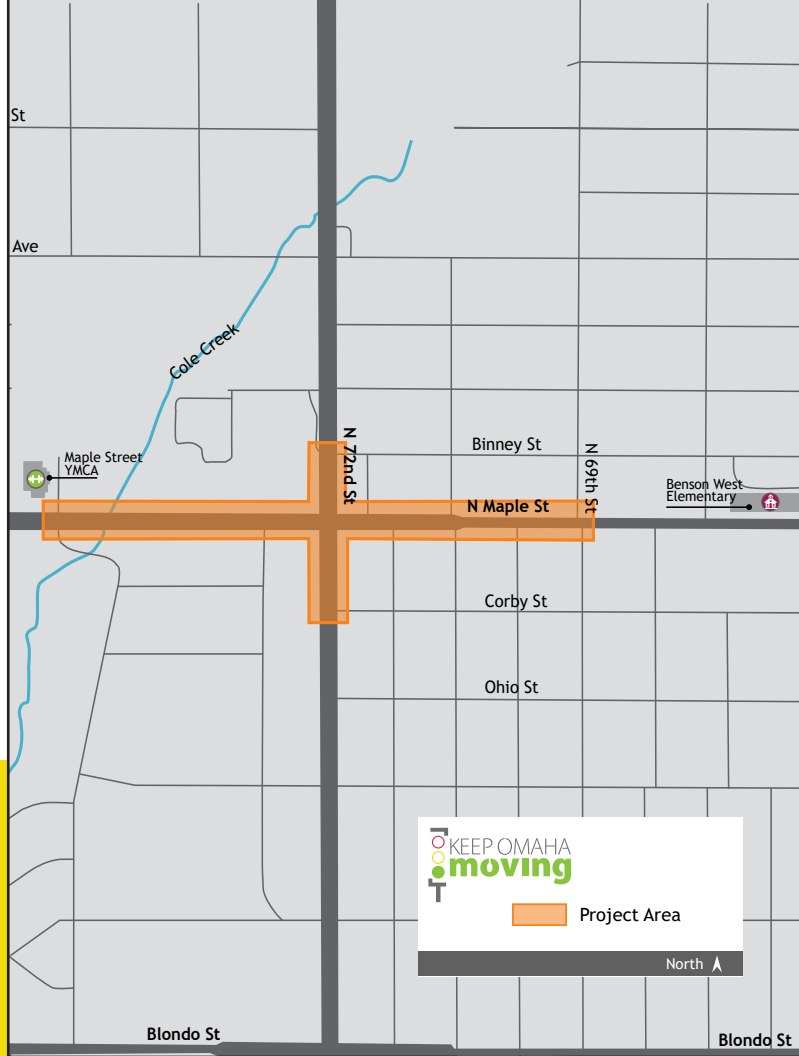 St
Ave
Cole Creek
Maple Street
YMCA
N 72nd St
Binney St
N 69th St
Benson West
Elementary
N Maple St
Corby St
Ohio St
KEEP OMAHA
moving
Project Area
North
Blondo St
Blondo St